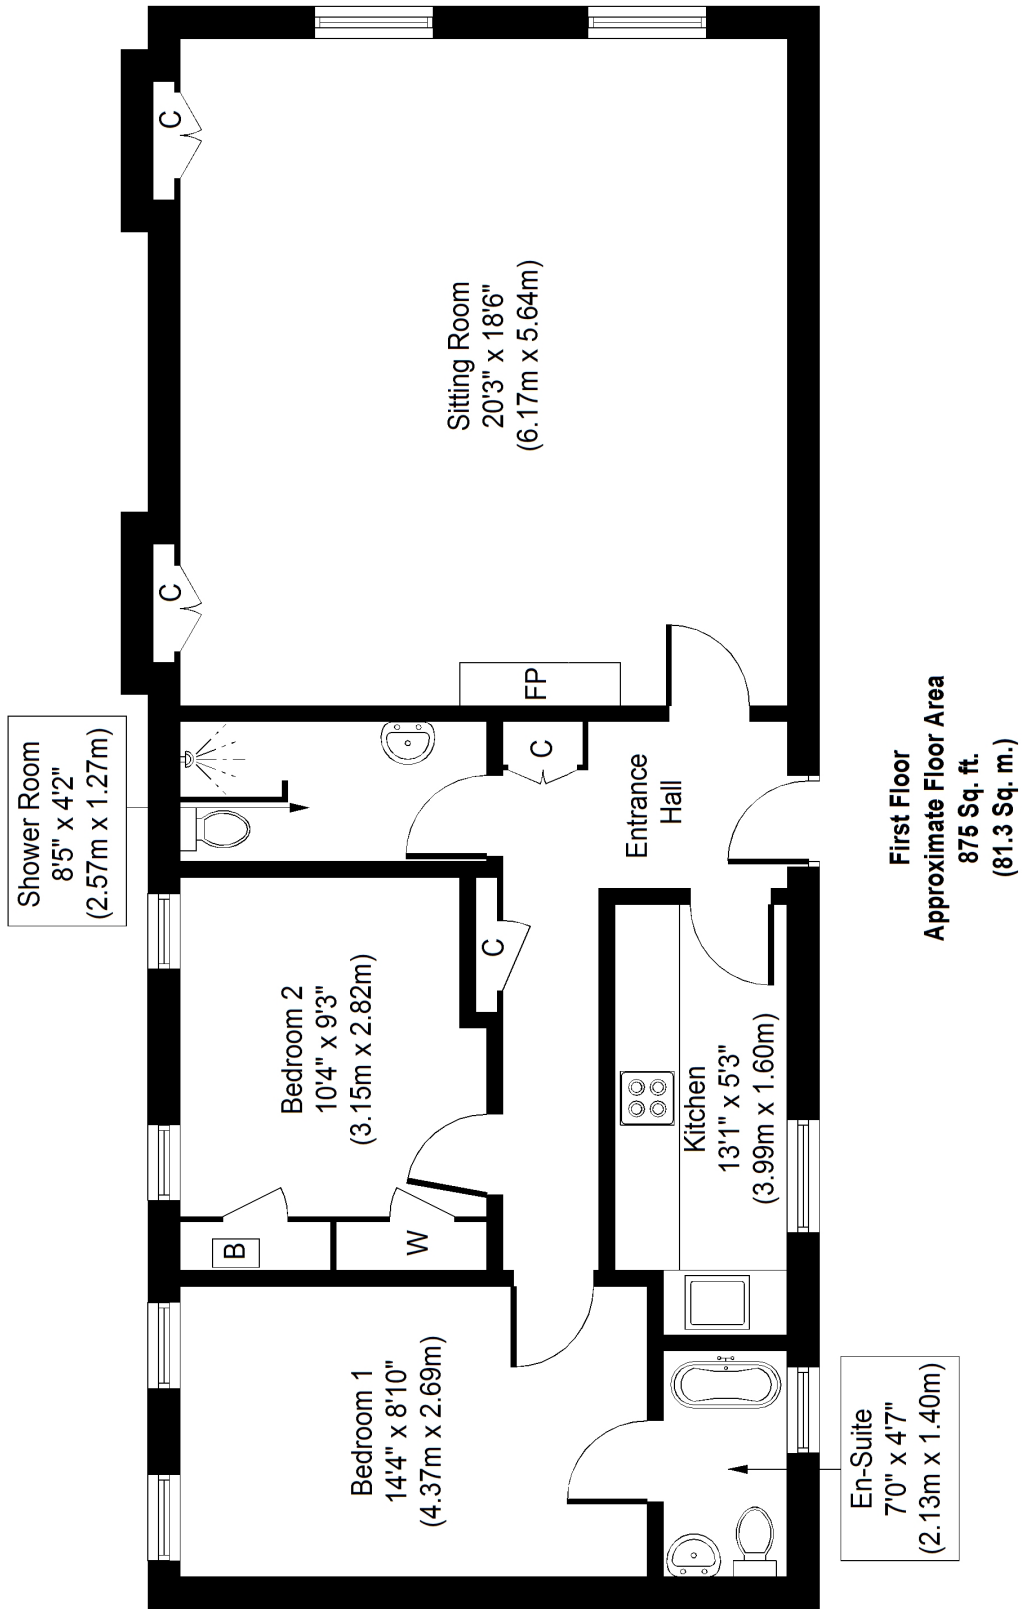 Shower Room
8'5" x 4'2"
(2.57m x 1.27m)
C
C
Sitting Room
20'3" x 18'6"
(6.17m x 5.64m)
FP
C
Entrance
Hall
Bedroom 2
10'4" x 9'3"
(3.15m x 2.82m)
C
B
W
Kitchen
13'1" x 5'3"
(3.99m x 1.60m)
Bedroom 1
14'4" x 8'10"
(4.37m x 2.69m)
En-Suite
7'0" x 4'7"
(2.13m x 1.40m)
First Floor
Approximate Floor Area
875 Sq. ft.
(81.3 Sq. m.)